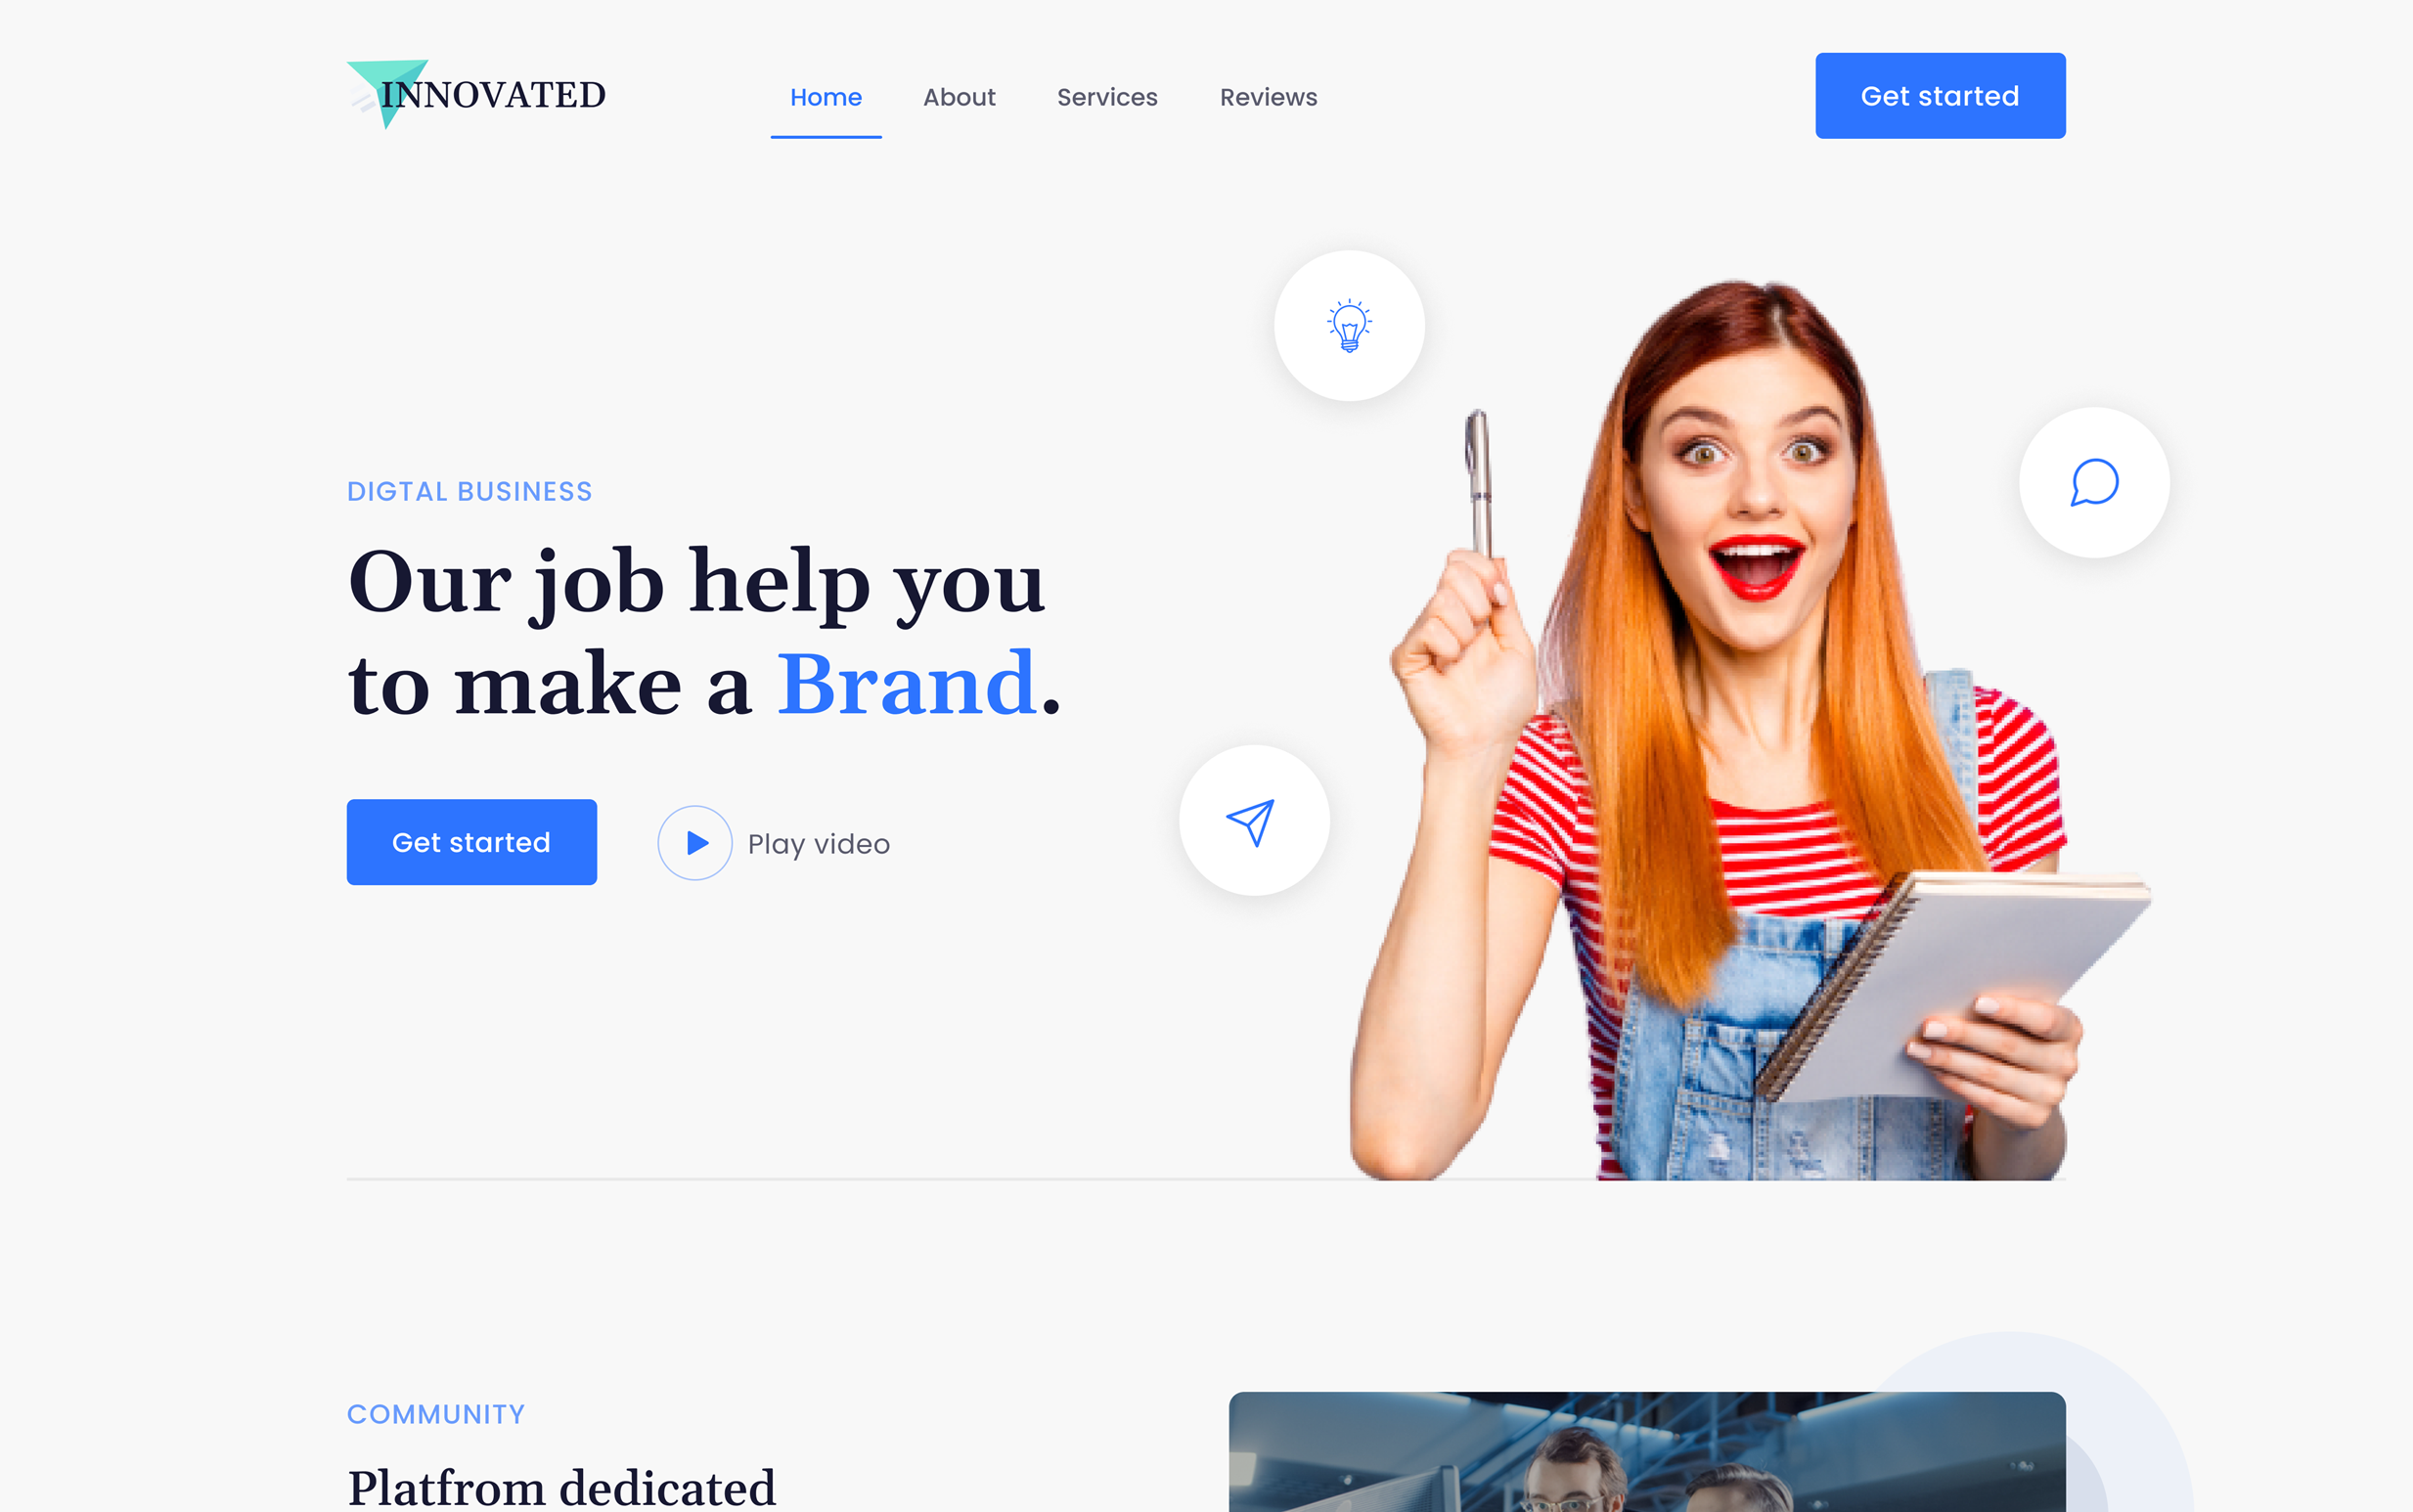 INNOVATED
Home
About
Services
Reviews
Get started
DIGTAL BUSINESS
Our job help you
to make a Brand.
Get started
Play video
COMMUNITY
Platfrom dedicated